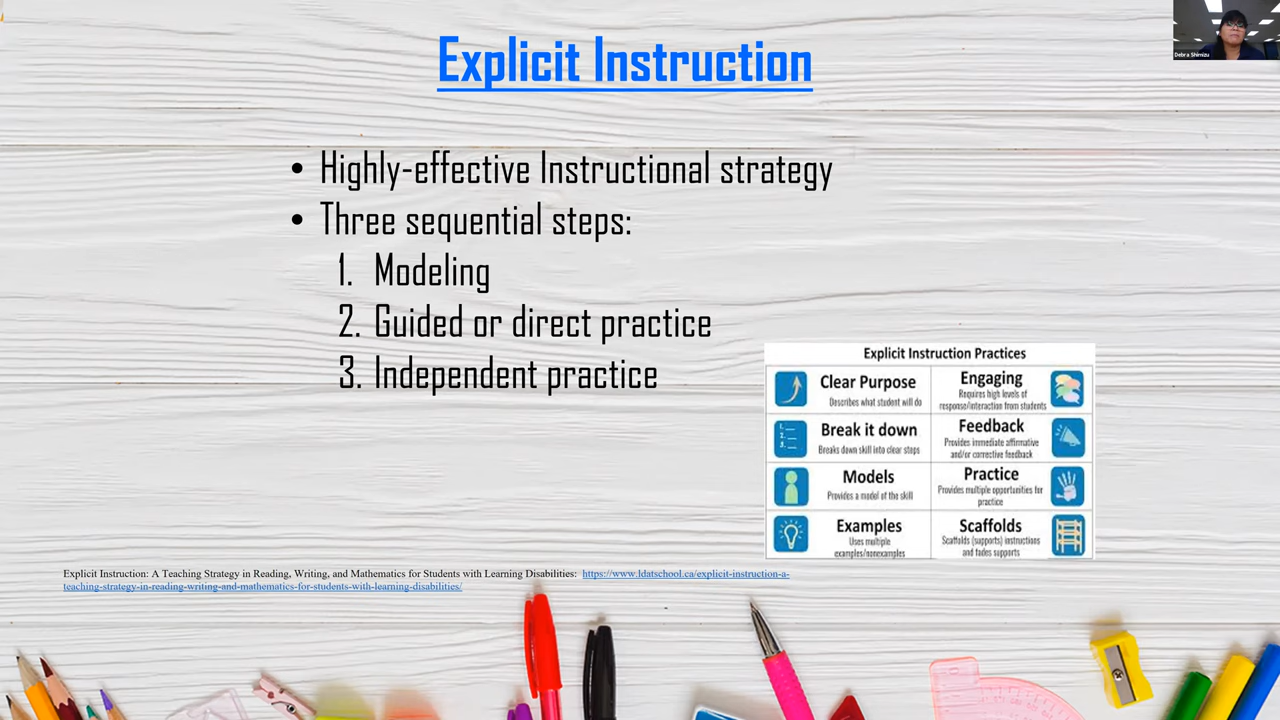 Explicit Instruction
Debra Shimizu
• Highly-effective Instructional strategy
• Three sequential steps:
1. Modeling
2. Guided or direct practice
3. Independent practice
Explicit Instruction Practices
Clear Purpose
Describes what student will do
Engaging
Requires high levels of
response/interaction from students
Break it down
Breaks down skill into clear steps
Feedback
Provides immediate affirmative
and/or corrective feedback
Models
Provides a model of the skill
Practice
Provides multiple opportunities for
practice
Examples
Uses multiple
examples/nonexamples
Scaffolds
Scaffolds (supports) instructions
and fades supports
Explicit Instruction: A Teaching Strategy in Reading, Writing, and Mathematics for Students with Learning Disabilities: https://www.ldatschool.ca/explicit-instruction-a-
teaching-strategy-in-reading-writing-and-mathematics-for-students-with-learning-disabilities/